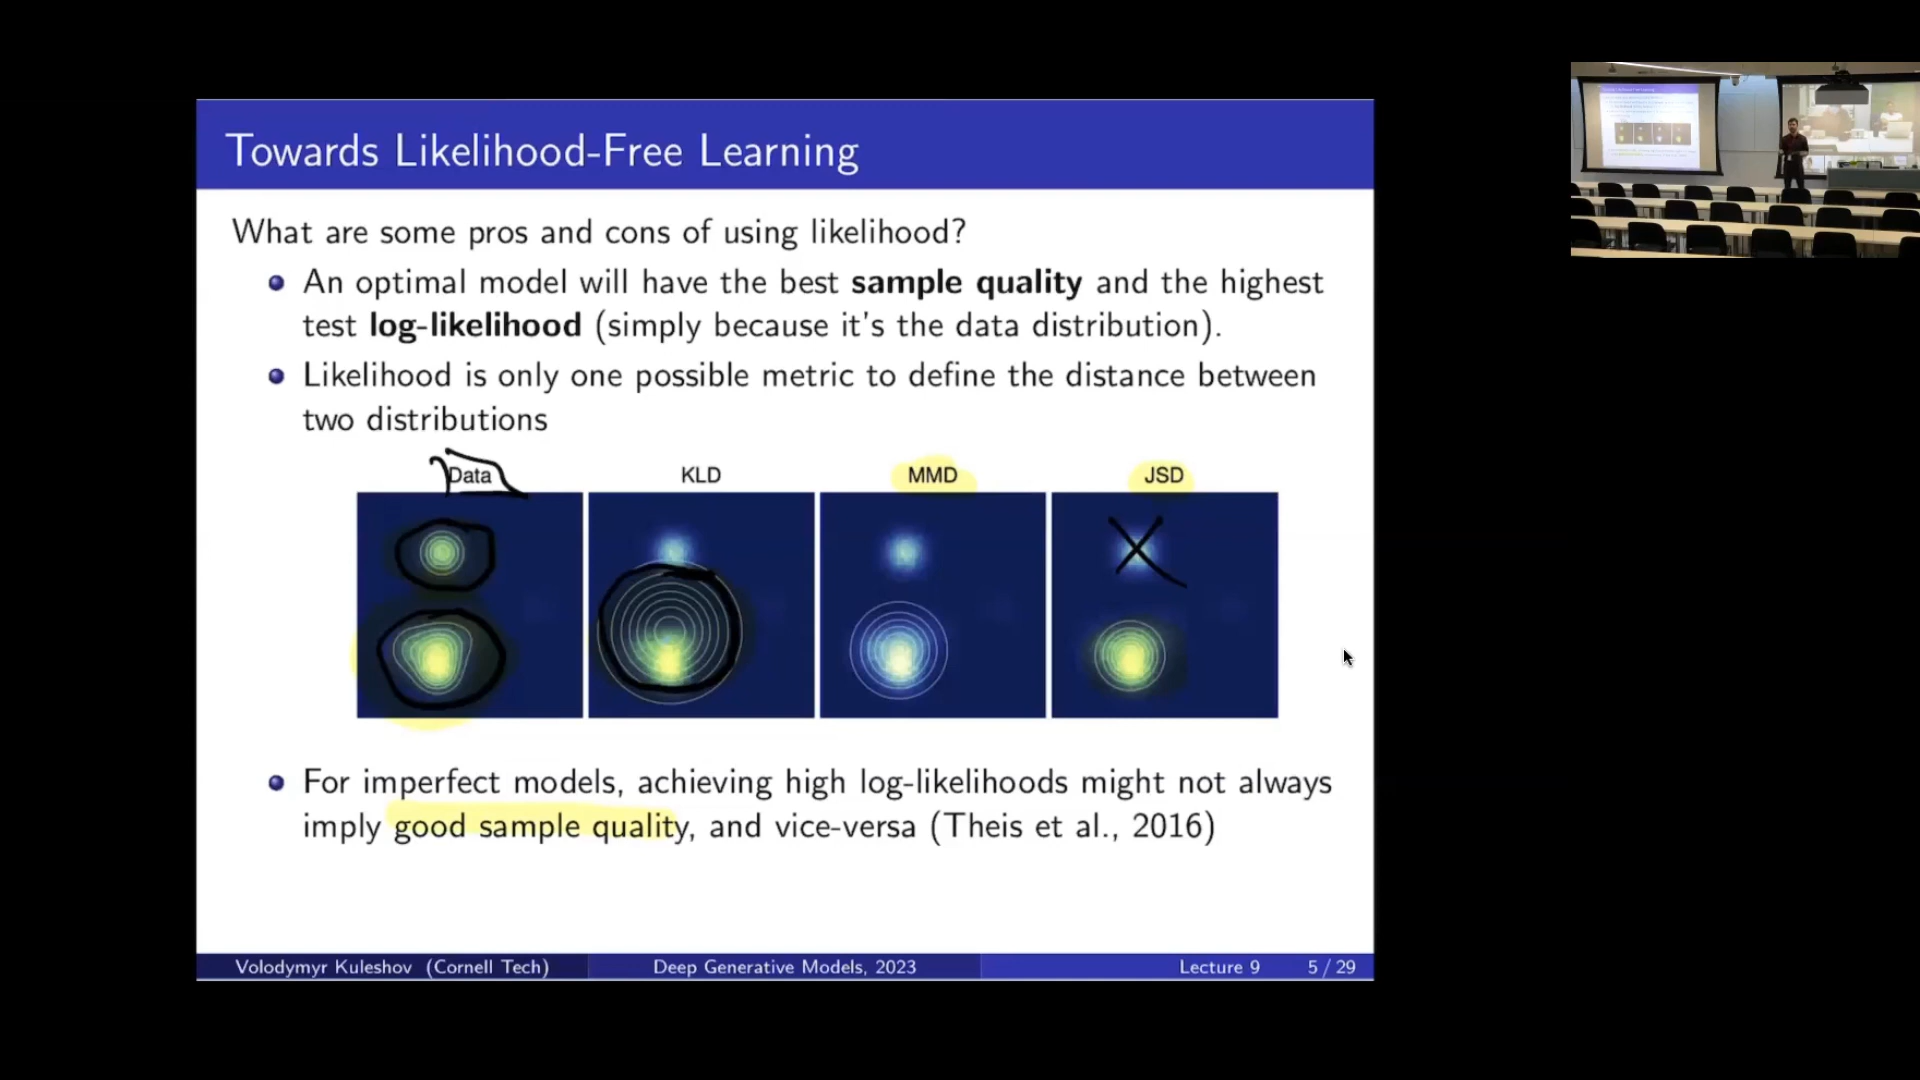 Towards Likelihood-Free Learning
What are some pros and cons of using likelihood?
An optimal model will have the best sample quality and the highest
test log-likelihood (simply because it's the data distribution).
Likelihood is only one possible metric to define the distance between
two distributions
Data KLD MMD JSD
For imperfect models, achieving high log-likelihoods might not always
imply good sample quality, and vice-versa (Theis et al., 2016)
Volodymyr Kuleshov (Cornell Tech) Deep Generative Models, 2023 Lecture 9 5 / 29